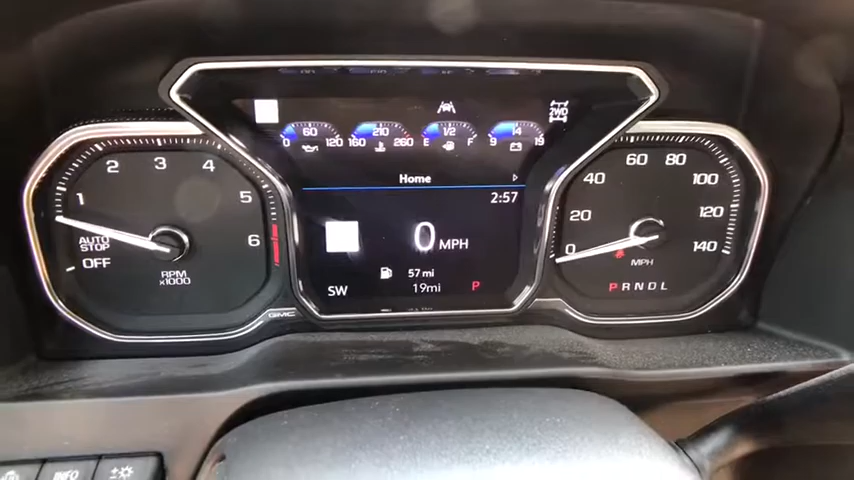 2WD
60 210 1/2 14
0 120 160 260 E F 9 19
Home
2:57
0 MPH
57 mi
19mi
SW P
1 2 3 4 5 6
AUTO
STOP
OFF
RPM
x1000
GMC
0 20 40 60 80 100 120 140
MPH
PRNDL
INFO